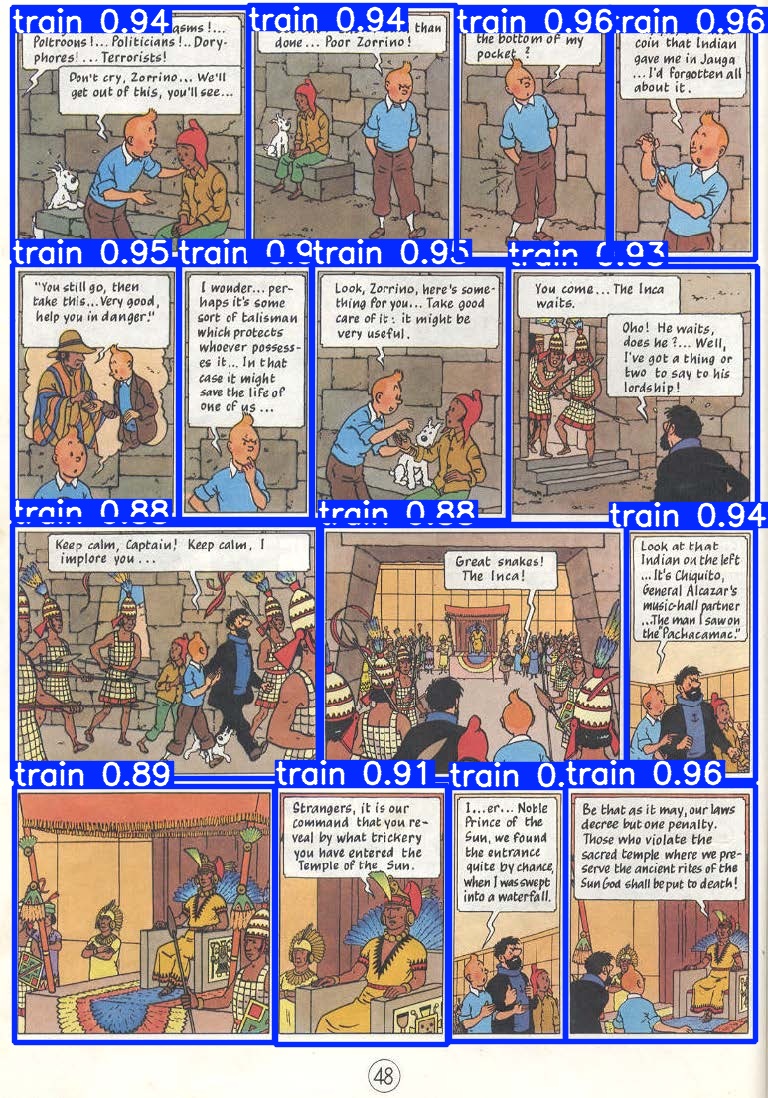 train 0.94
train 0.94
train 0.96
train 0.96
asms!...
Poltroons!... Politicians!.. Dory-
phores!... Terrorists!
Don't cry, Zorrino... We'll
get out of this, you'll see...
than
done... Poor Zorrino!
the bottom of my
pocket?
coin that Indian
gave me in Jauga
...I'd forgotten all
about it.
train 0.95
train 0.9
train 0.95
train 0.93
"You still go, then
take this...Very good,
help you in danger."
I wonder... per-
haps it's some
sort of talisman
which protects
whoever possess-
es it... In that
case it might
save the life of
one of us...
Look, Zorrino, here's some-
thing for you... Take good
care of it: it might be
very useful.
You come... The Inca
waits.
Oho! He waits,
does he?... Well,
I've got a thing or
two to say to his
lordship!
train 0.88
train 0.88
train 0.94
Keep calm, Captain! Keep calm, I
implore you...
Great snakes!
The Inca!
Look at that
Indian on the left
...It's Chiquito,
General Alcazar's
music-hall partner
...The man I saw on
the "Pachacamac."
train 0.89
train 0.91
train 0.
train 0.96
Strangers, it is our
command that you re-
veal by what trickery
you have entered the
Temple of the Sun.
I...er... Noble
Prince of the
Sun, we found
the entrance
quite by chance,
when I was swept
into a waterfall.
Be that as it may, our laws
decree but one penalty.
Those who violate the
sacred temple where we pre-
serve the ancient rites of the
Sun God shall be put to death!
48